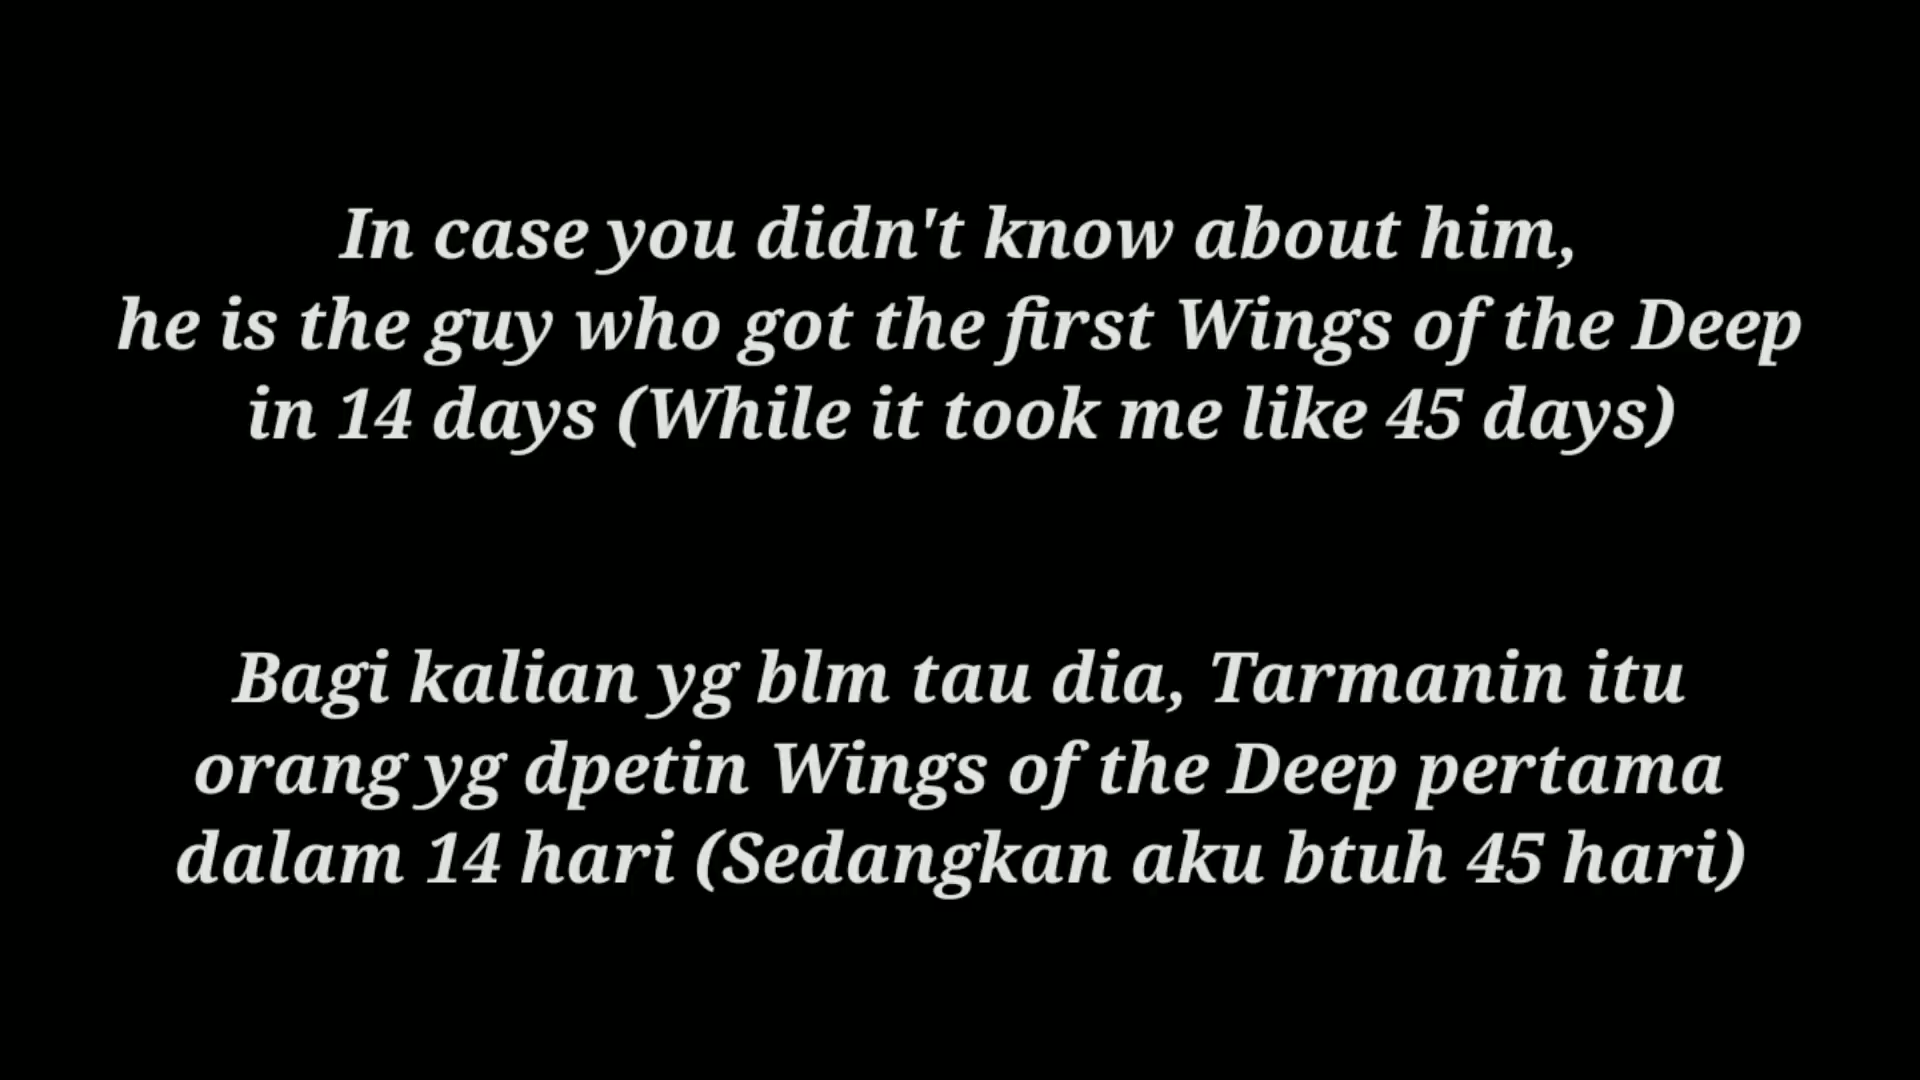 In case you didn't know about him,
he is the guy who got the first Wings of the Deep
in 14 days (While it took me like 45 days)
Bagi kalian yg blm tau dia, Tarmanin itu
orang yg dpetin Wings of the Deep pertama
dalam 14 hari (Sedangkan aku btuh 45 hari)